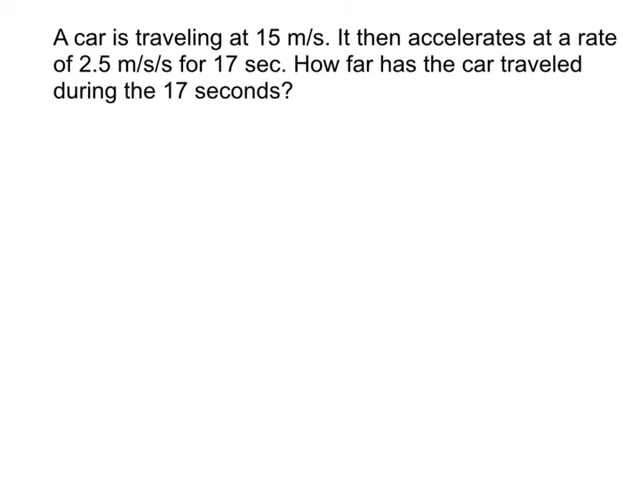 A car is traveling at 15 m/s. It then accelerates at a rate
of 2.5 m/s/s for 17 sec. How far has the car traveled
during the 17 seconds?